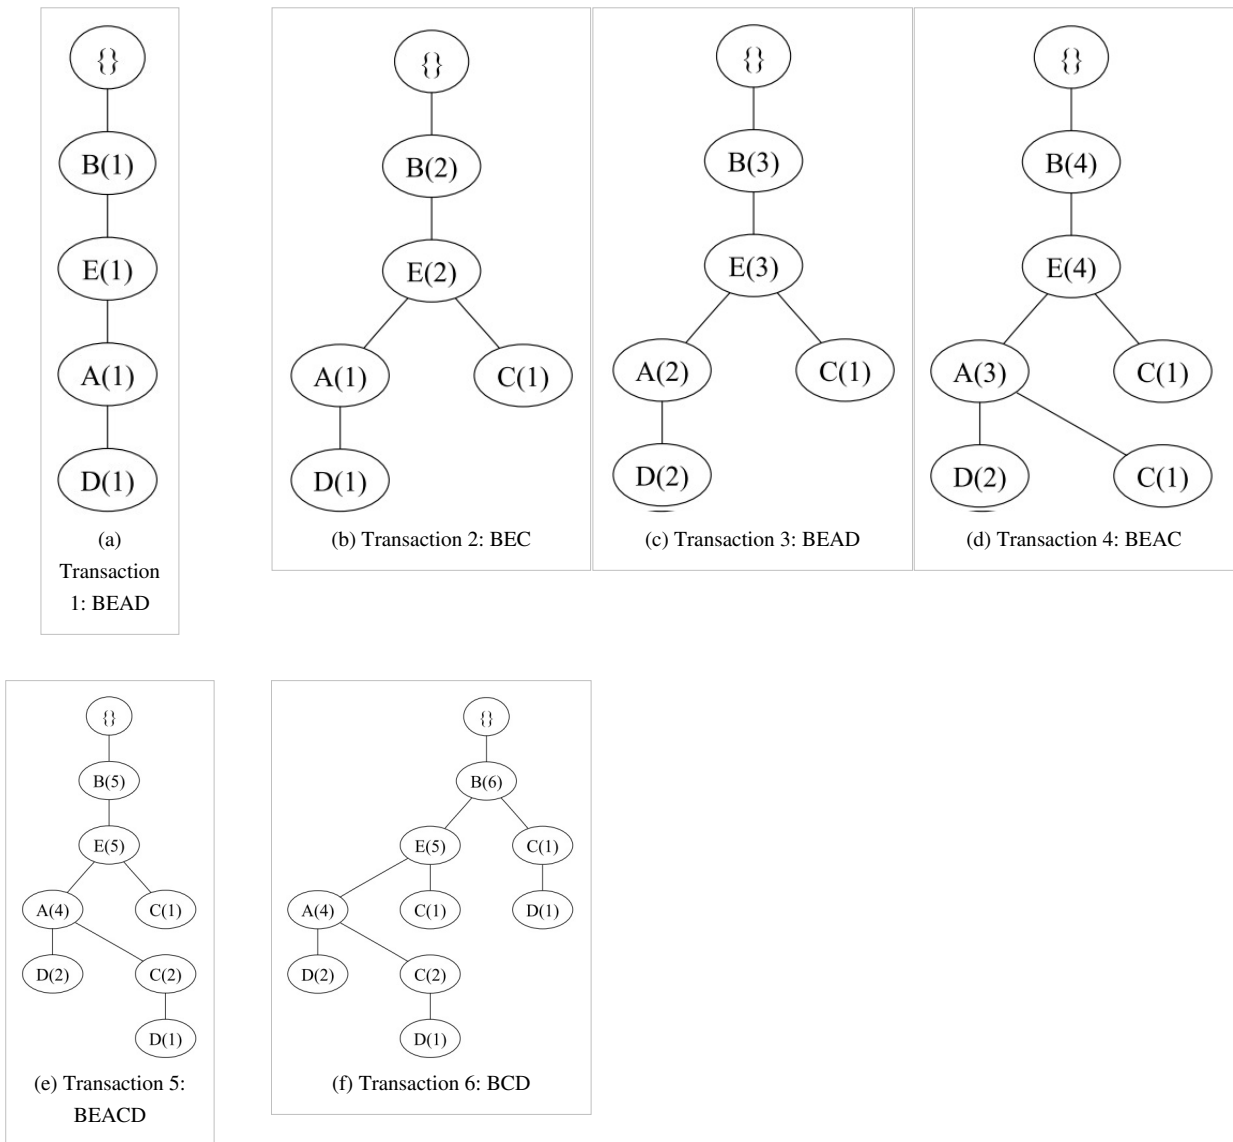 {}
B(1)
E(1)
A(1)
D(1)
(a)
Transaction
1: BEAD
{}
B(2)
E(2)
A(1) C(1)
D(1)
(b) Transaction 2: BEC
{}
B(3)
E(3)
A(2) C(1)
D(2)
(c) Transaction 3: BEAD
{}
B(4)
E(4)
A(3) C(1)
D(2) C(1)
(d) Transaction 4: BEAC
{}
B(5)
E(5)
A(4) C(1)
D(2) C(2)
D(1)
(e) Transaction 5:
BEACD
{}
B(6)
E(5) C(1)
A(4) C(1) D(1)
D(2) C(2)
D(1)
(f) Transaction 6: BCD